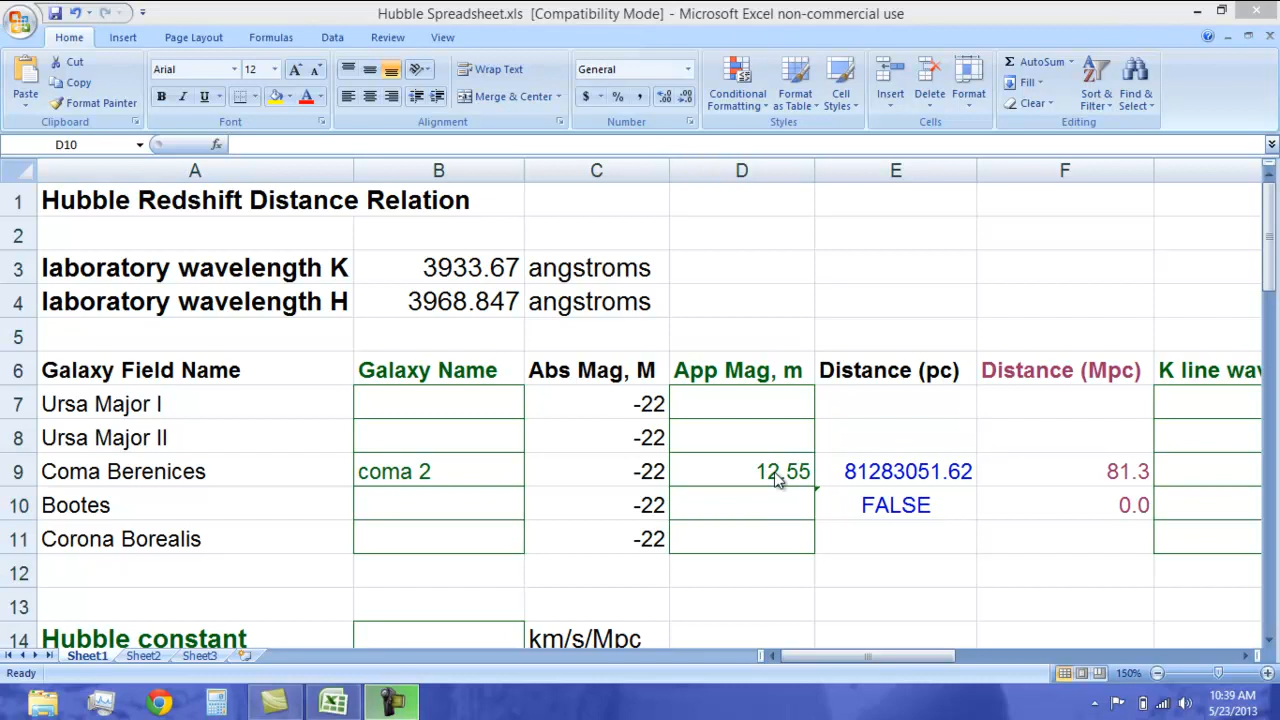 Hubble Spreadsheet.xls [Compatibility Mode] - Microsoft Excel non-commercial use
Home Insert Page Layout Formulas Data Review View
Paste
Cut
Copy
Format Painter
Clipboard
Arial 12
B I U
Font
Wrap Text
Merge & Center
Alignment
General
$ % ,
Number
Conditional Formatting
Format as Table
Cell Styles
Styles
Insert
Delete
Format
Cells
AutoSum
Fill
Clear
Sort & Filter
Find & Select
Editing
D10 fx
A B C D E F
1 Hubble Redshift Distance Relation
2
3 laboratory wavelength K 3933.67 angstroms
4 laboratory wavelength H 3968.847 angstroms
5
6 Galaxy Field Name Galaxy Name Abs Mag, M App Mag, m Distance (pc) Distance (Mpc) K line wav
7 Ursa Major I -22
8 Ursa Major II -22
9 Coma Berenices coma 2 -22 12.55 81283051.62 81.3
10 Bootes -22 FALSE 0.0
11 Corona Borealis -22
12
13
14 Hubble constant km/s/Mpc
Sheet1 Sheet2 Sheet3
Ready 150%
10:39 AM
5/23/2013